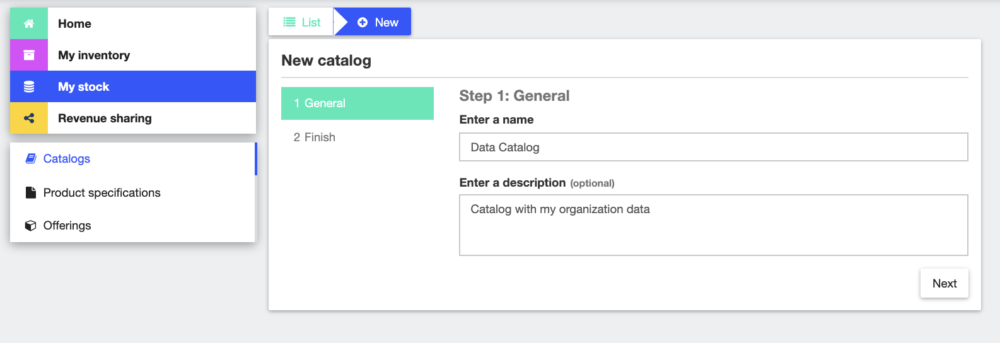 Home
My inventory
My stock
Revenue sharing
Catalogs
Product specifications
Offerings
List
New
New catalog
1 General
2 Finish
Step 1: General
Enter a name
Data Catalog
Enter a description (optional)
Catalog with my organization data
Next